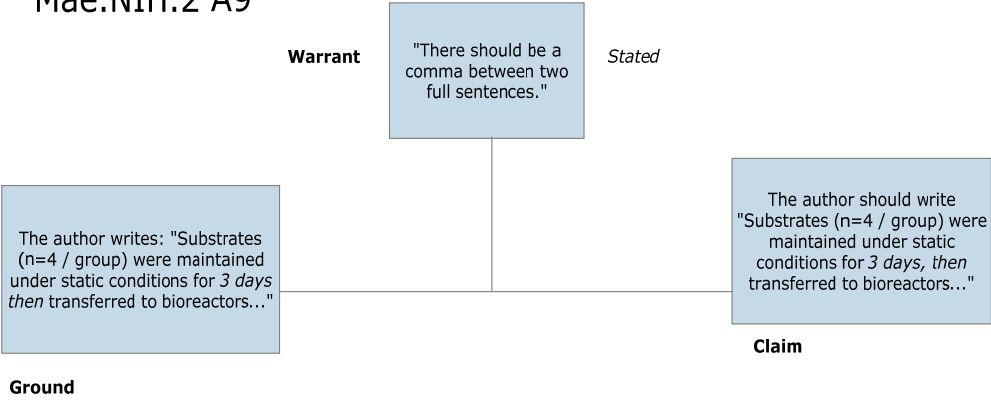 Mae.NIH.2 A9
Warrant
"There should be a
comma between two
full sentences."
Stated
The author writes: "Substrates
(n=4 / group) were maintained
under static conditions for 3 days
then transferred to bioreactors..."
Ground
The author should write
"Substrates (n=4 / group) were
maintained under static
conditions for 3 days, then
transferred to bioreactors..."
Claim